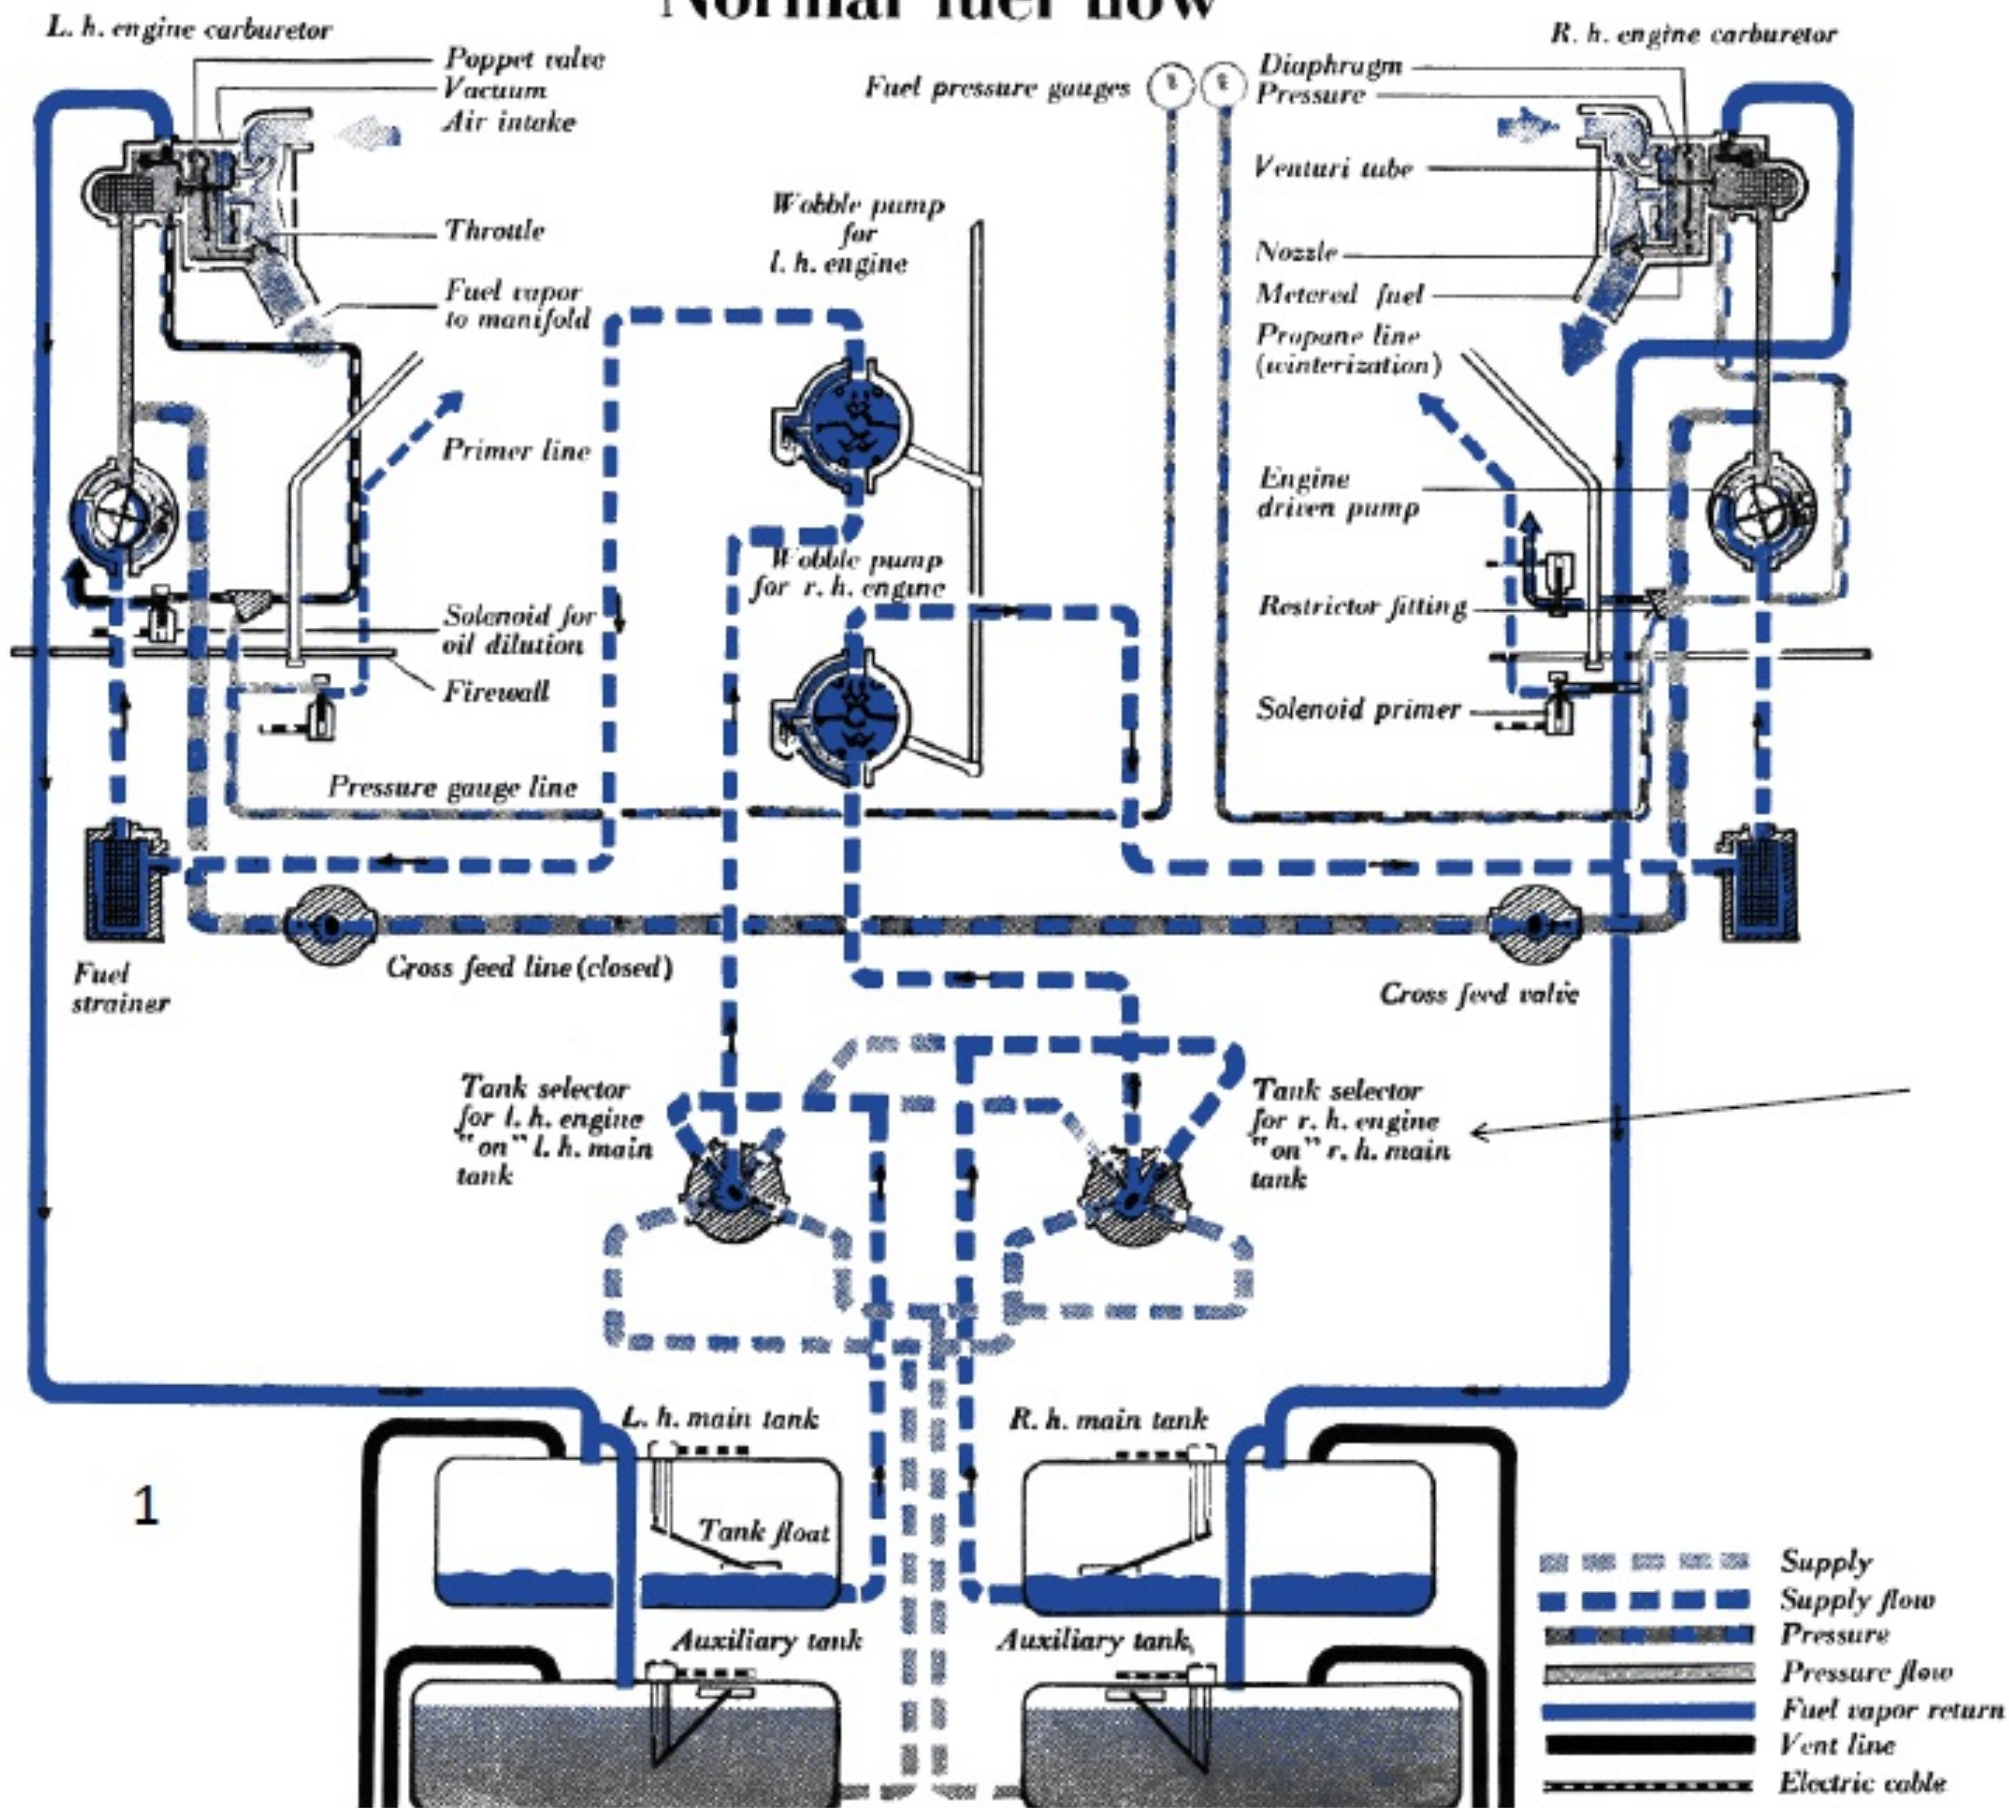 Normal fuel flow
L. h. engine carburetor
R. h. engine carburetor
Poppet valve
Vacuum
Air intake
Fuel pressure gauges
Diaphragm
Pressure
Venturi tube
Throttle
Wobble pump
for
l. h. engine
Nozzle
Metered fuel
Fuel vapor
to manifold
Propane line
(winterization)
Primer line
Engine
driven pump
Wobble pump
for r. h. engine
Solenoid for
oil dilution
Restrictor fitting
Firewall
Solenoid primer
Pressure gauge line
Fuel
strainer
Cross feed line (closed)
Cross feed valve
Tank selector
for l. h. engine
"on" l. h. main
tank
Tank selector
for r. h. engine
"on" r. h. main
tank
L. h. main tank
R. h. main tank
1
Tank float
Auxiliary tank
Auxiliary tank
Supply
Supply flow
Pressure
Pressure flow
Fuel vapor return
Vent line
Electric cable